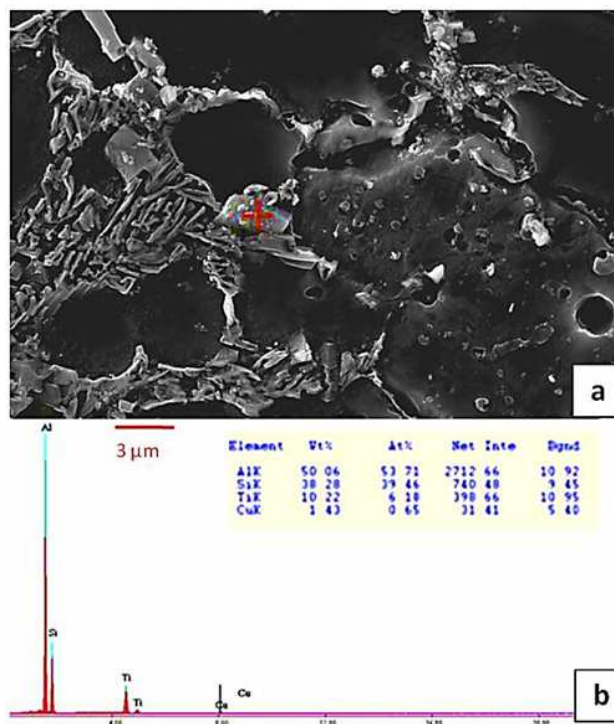 a
Al
3 μm
Element Wt% At% Net Inte Bgnd
AlK 50 06 53 71 2712 66 10 92
SiK 38 28 39 46 740 48 9 45
TiK 10 22 6 18 398 66 10 95
CuK 1 43 0 65 31 41 5 40
Si
Ti
Ti
Cu
Cu
b